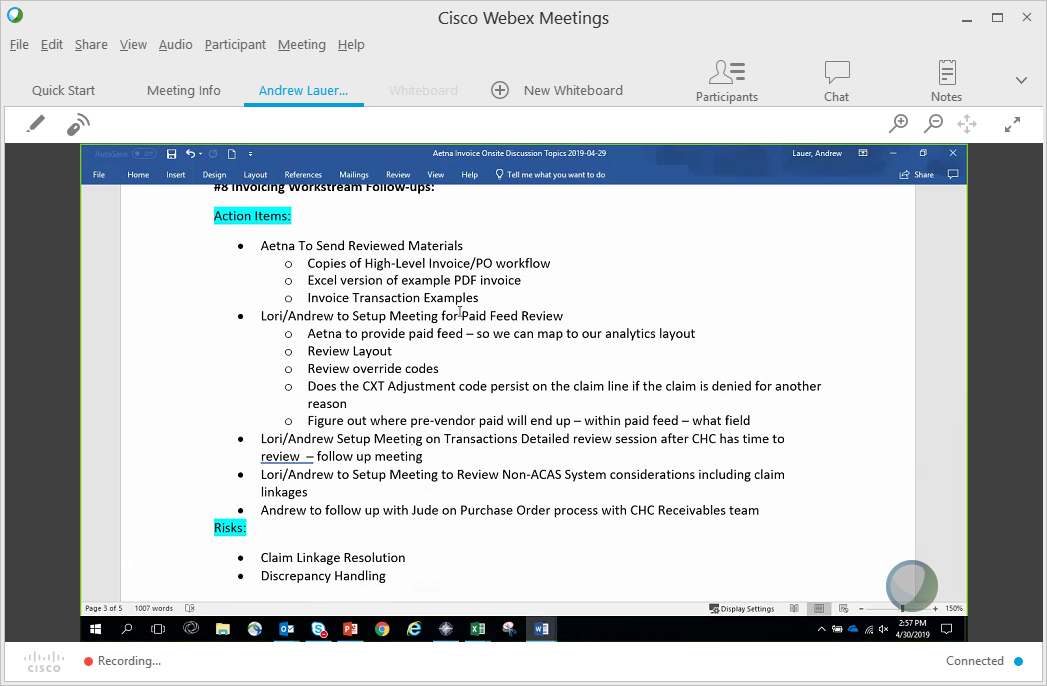 Cisco Webex Meetings
File Edit Share View Audio Participant Meeting Help
Quick Start Meeting Info Andrew Lauer... Whiteboard New Whiteboard Participants Chat Notes
AutoSave Off Aetna Invoice Onsite Discussion Topics 2019-04-29 Lauer, Andrew
File Home Insert Design Layout References Mailings Review View Help Tell me what you want to do Share
#8 Invoicing Workstream Follow-ups:
Action Items:
• Aetna To Send Reviewed Materials
o Copies of High-Level Invoice/PO workflow
o Excel version of example PDF invoice
o Invoice Transaction Examples
• Lori/Andrew to Setup Meeting for Paid Feed Review
o Aetna to provide paid feed – so we can map to our analytics layout
o Review Layout
o Review override codes
o Does the CXT Adjustment code persist on the claim line if the claim is denied for another
reason
o Figure out where pre-vendor paid will end up – within paid feed – what field
• Lori/Andrew Setup Meeting on Transactions Detailed review session after CHC has time to
review – follow up meeting
• Lori/Andrew to Setup Meeting to Review Non-ACAS System considerations including claim
linkages
• Andrew to follow up with Jude on Purchase Order process with CHC Receivables team
Risks:
• Claim Linkage Resolution
• Discrepancy Handling
Page 3 of 5 1007 words Display Settings 150%
2:57 PM
4/30/2019
CISCO Recording... Connected